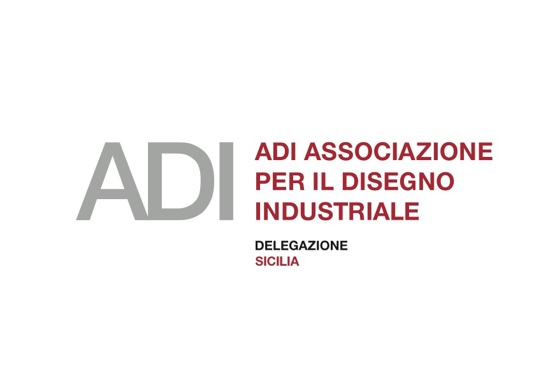 ADI
ADI ASSOCIAZIONE
PER IL DISEGNO
INDUSTRIALE
DELEGAZIONE
SICILIA